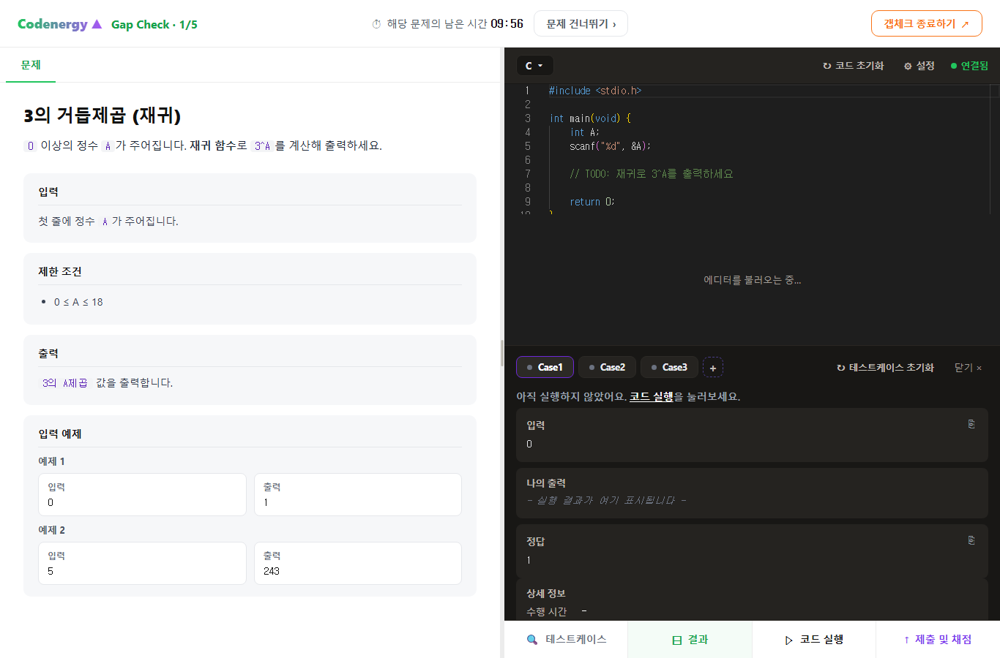 Codenergy
Gap Check · 1/5
해당 문제의 남은 시간 09:56
문제 건너뛰기 ›
갭체크 종료하기 ↗
문제
3의 거듭제곱 (재귀)
0 이상의 정수 A 가 주어집니다. 재귀 함수로 3^A 를 계산해 출력하세요.
입력
첫 줄에 정수 A 가 주어집니다.
제한 조건
• 0 ≤ A ≤ 18
출력
3의 A제곱 값을 출력합니다.
입력 예제
예제 1
입력
0
출력
1
예제 2
입력
5
출력
243
C
↻ 코드 초기화
⚙ 설정
● 연결됨
1 #include <stdio.h>
2
3 int main(void) {
4     int A;
5     scanf("%d", &A);
6
7     // TODO: 재귀로 3^A를 출력하세요
8
9     return 0;
10 }
에디터를 불러오는 중...
Case1
Case2
Case3
+
↻ 테스트케이스 초기화
닫기 ×
아직 실행하지 않았어요. 코드 실행을 눌러보세요.
입력
0
나의 출력
- 실행 결과가 여기 표시됩니다 -
정답
1
상세 정보
수행 시간 -
테스트케이스
결과
코드 실행
↑ 제출 및 채점